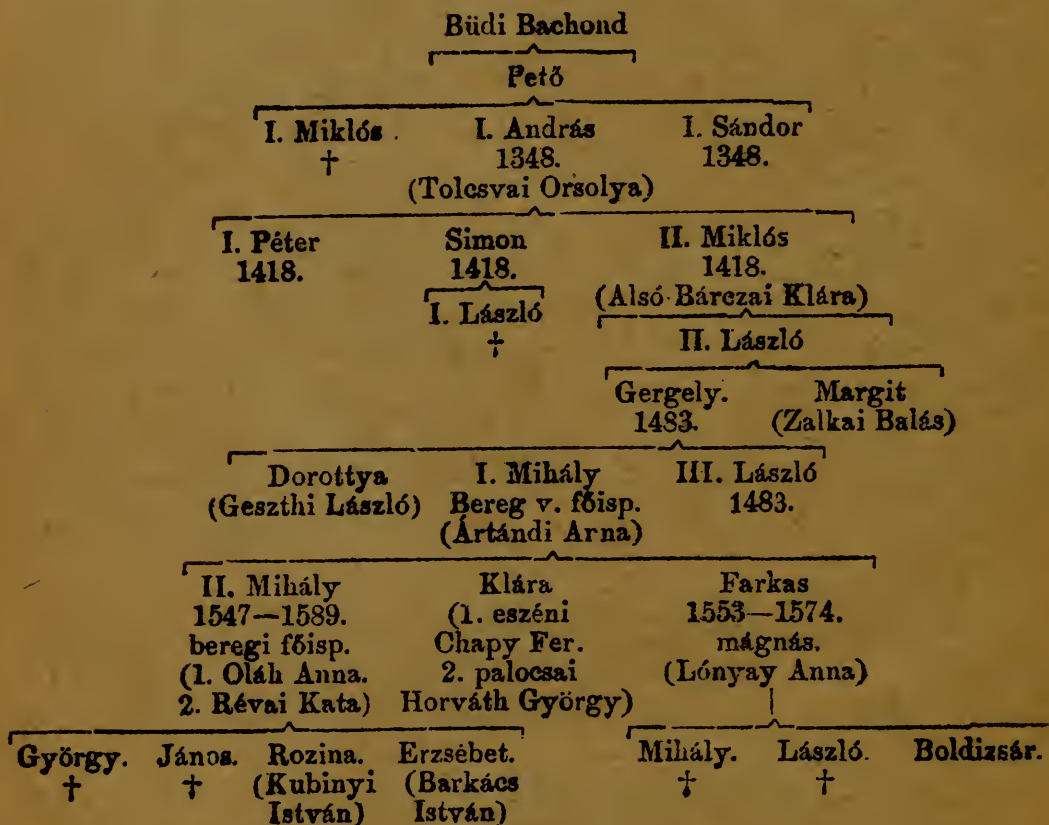 Büdi Bachond
Pető
I. Miklós. I. András I. Sándor
† 1348. 1348.
(Tolcsvai Orsolya)
I. Péter Simon II. Miklós
1418. 1418. 1418.
(Alsó-Bárczai Klára)
I. László
† II. László
Gergely. Margit
1483. (Zalkai Balás)
Dorottya I. Mihály III. László
(Geszthi László) Bereg v. főisp. 1483.
(Ártándi Arna)
II. Mihály Klára Farkas
1547—1589. (1. eszéni 1553—1574.
beregi főisp. Chapy Fer. mágnás.
(1. Oláh Anna. 2. palocsai (Lónyay Anna)
2. Révai Kata) Horváth György)
György. János. Rozina. Erzsébet. Mihály. László. Boldizsár.
† † (Kubinyi (Barkács † †
István) István)